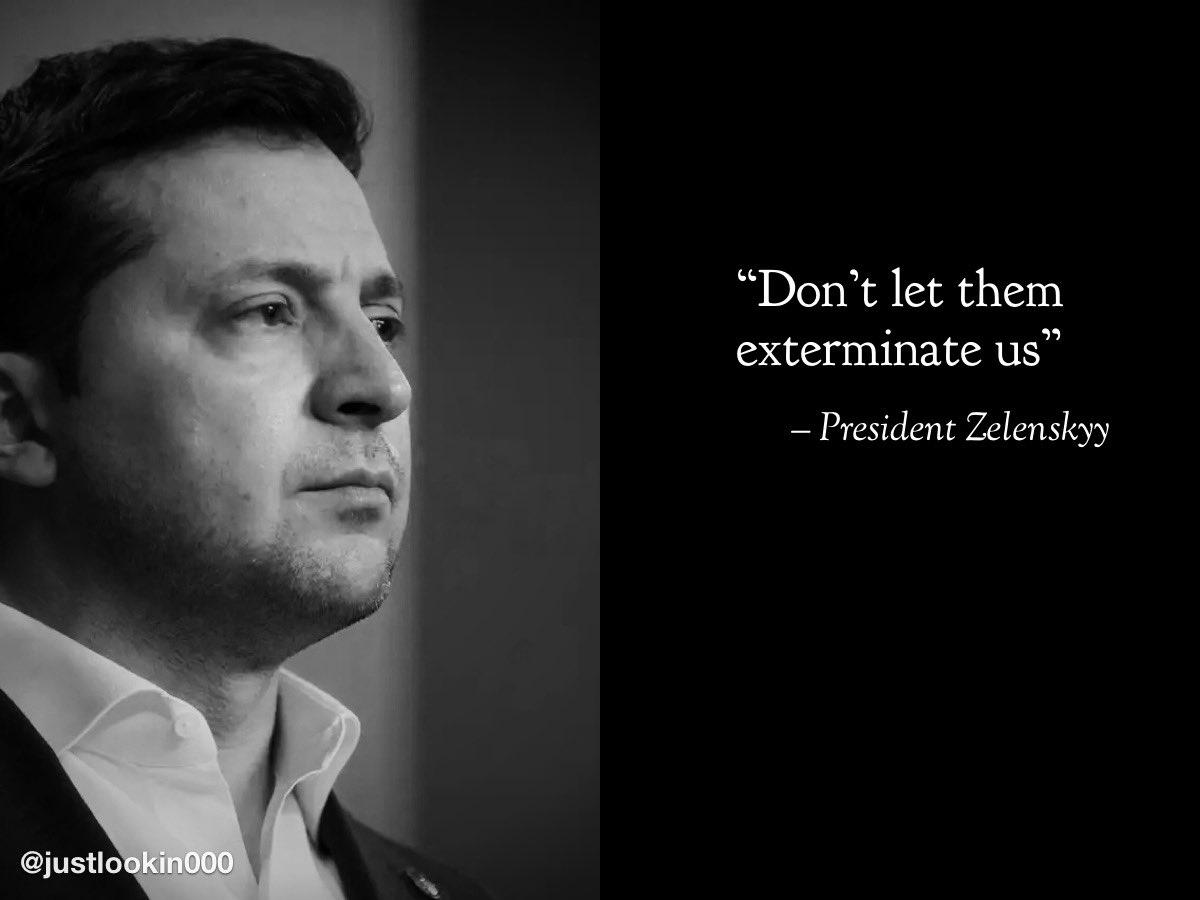 “Don’t let them
exterminate us”
– President Zelenskyy
@justlookin000